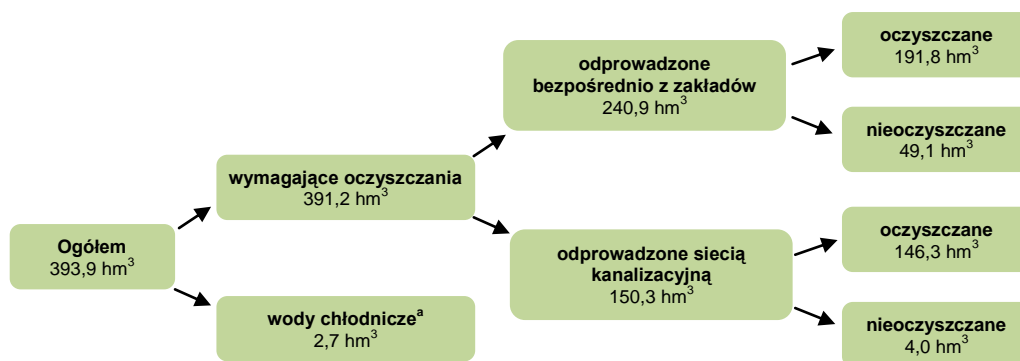 Ogółem
393,9 hm³
wymagające oczyszczania
391,2 hm³
wody chłodniczeᵃ
2,7 hm³
odprowadzone
bezpośrednio z zakładów
240,9 hm³
odprowadzone siecią
kanalizacyjną
150,3 hm³
oczyszczane
191,8 hm³
nieoczyszczane
49,1 hm³
oczyszczane
146,3 hm³
nieoczyszczane
4,0 hm³